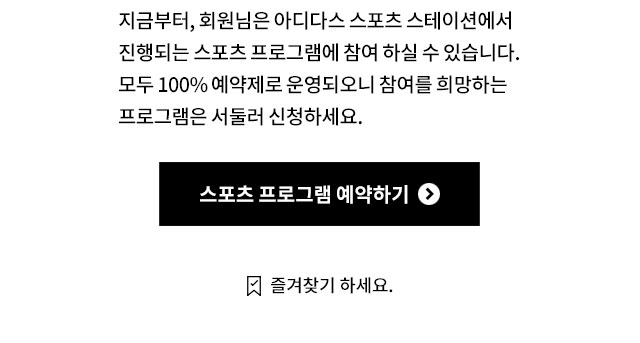 지금부터, 회원님은 아디다스 스포츠 스테이션에서
진행되는 스포츠 프로그램에 참여 하실 수 있습니다.
모두 100% 예약제로 운영되오니 참여를 희망하는
프로그램은 서둘러 신청하세요.
스포츠 프로그램 예약하기
즐겨찾기 하세요.